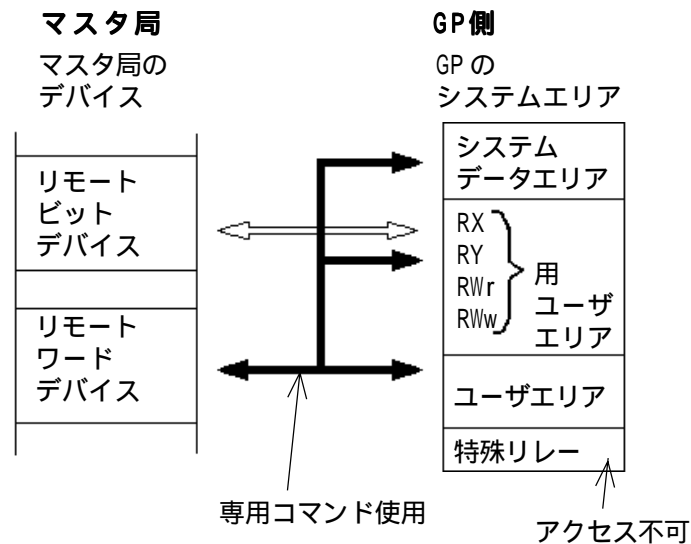 マスタ局
マスタ局の
デバイス
リモート
ビット
デバイス
リモート
ワード
デバイス
専用コマンド使用
GP側
GPの
システムエリア
システム
データエリア
RX
RY
RWr
RWw
用
ユーザ
エリア
ユーザエリア
特殊リレー
アクセス不可